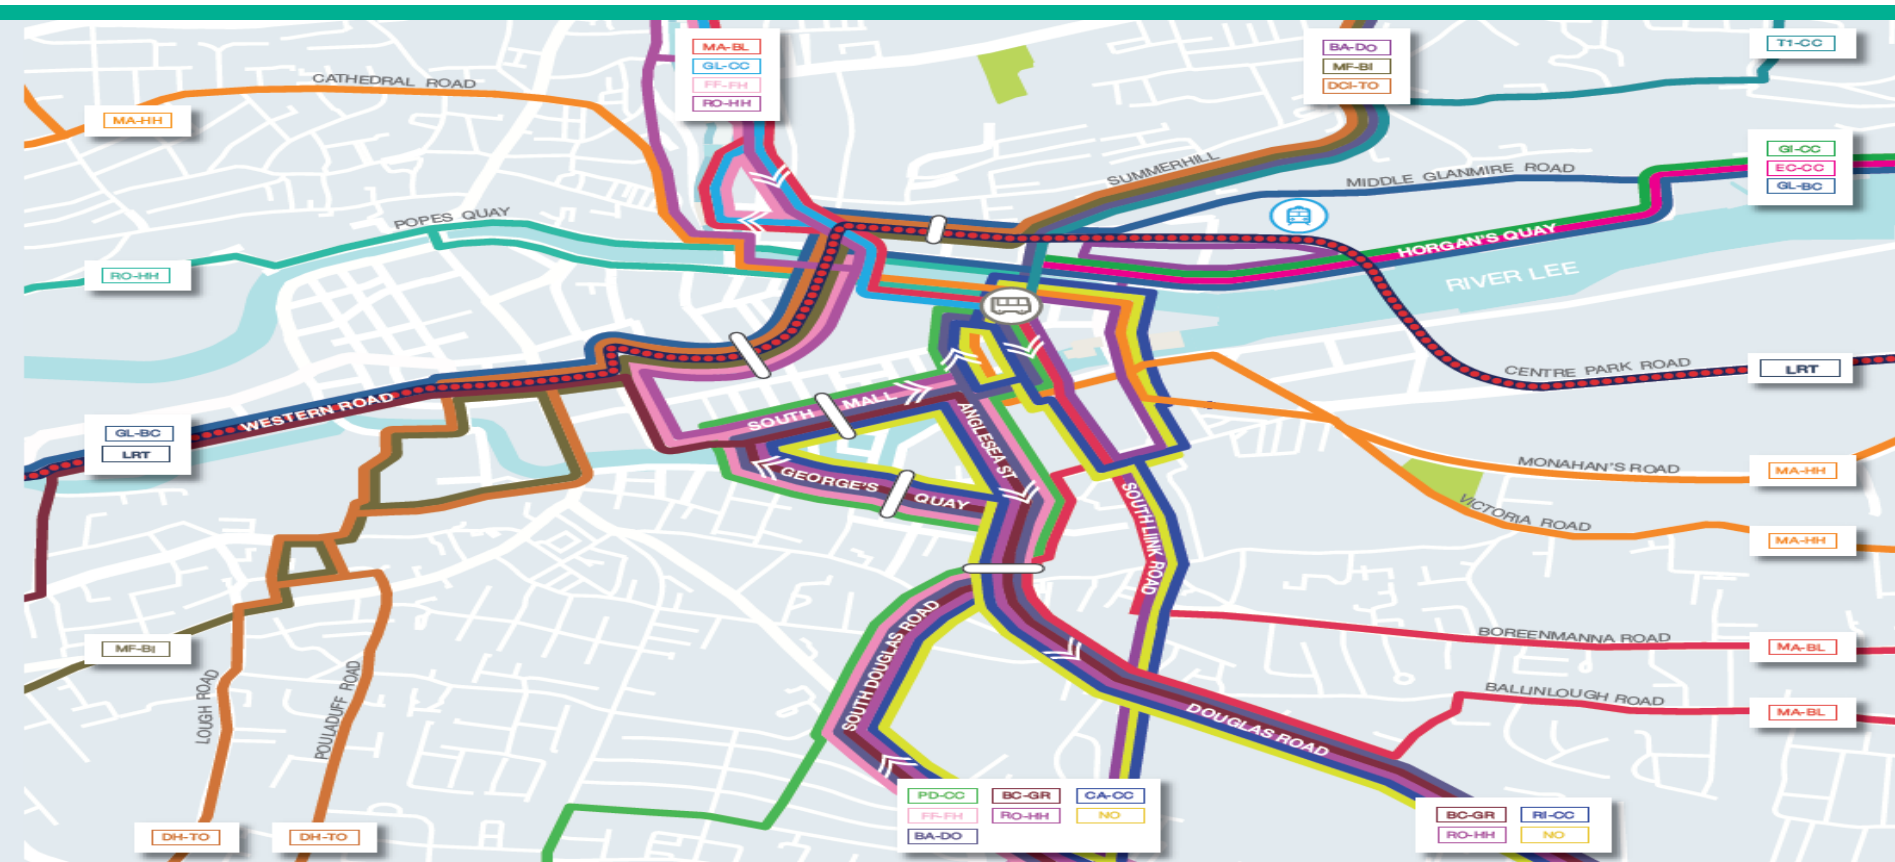 MA-BL
GL-CC
FF-FH
RO-HH
BA-DO
MF-BI
DCI-TO
T1-CC
CATHEDRAL ROAD
MA-HH
GI-CC
EC-CC
GL-BC
SUMMERHILL
MIDDLE GLANMIRE ROAD
POPES QUAY
HORGAN'S QUAY
RIVER LEE
RO-HH
CENTRE PARK ROAD
LRT
WESTERN ROAD
GL-BC
LRT
SOUTH MALL
ANGLESEA ST
GEORGE'S QUAY
MONAHAN'S ROAD
MA-HH
VICTORIA ROAD
MA-HH
SOUTH LIINK ROAD
BOREENMANNA ROAD
MA-BL
MF-BI
LOUGH ROAD
POULADUFF ROAD
SOUTH DOUGLAS ROAD
BALLINLOUGH ROAD
MA-BL
DOUGLAS ROAD
DH-TO
DH-TO
PD-CC BC-GR CA-CC
FF-FH RO-HH NO
BA-DO
BC-GR RI-CC
RO-HH NO